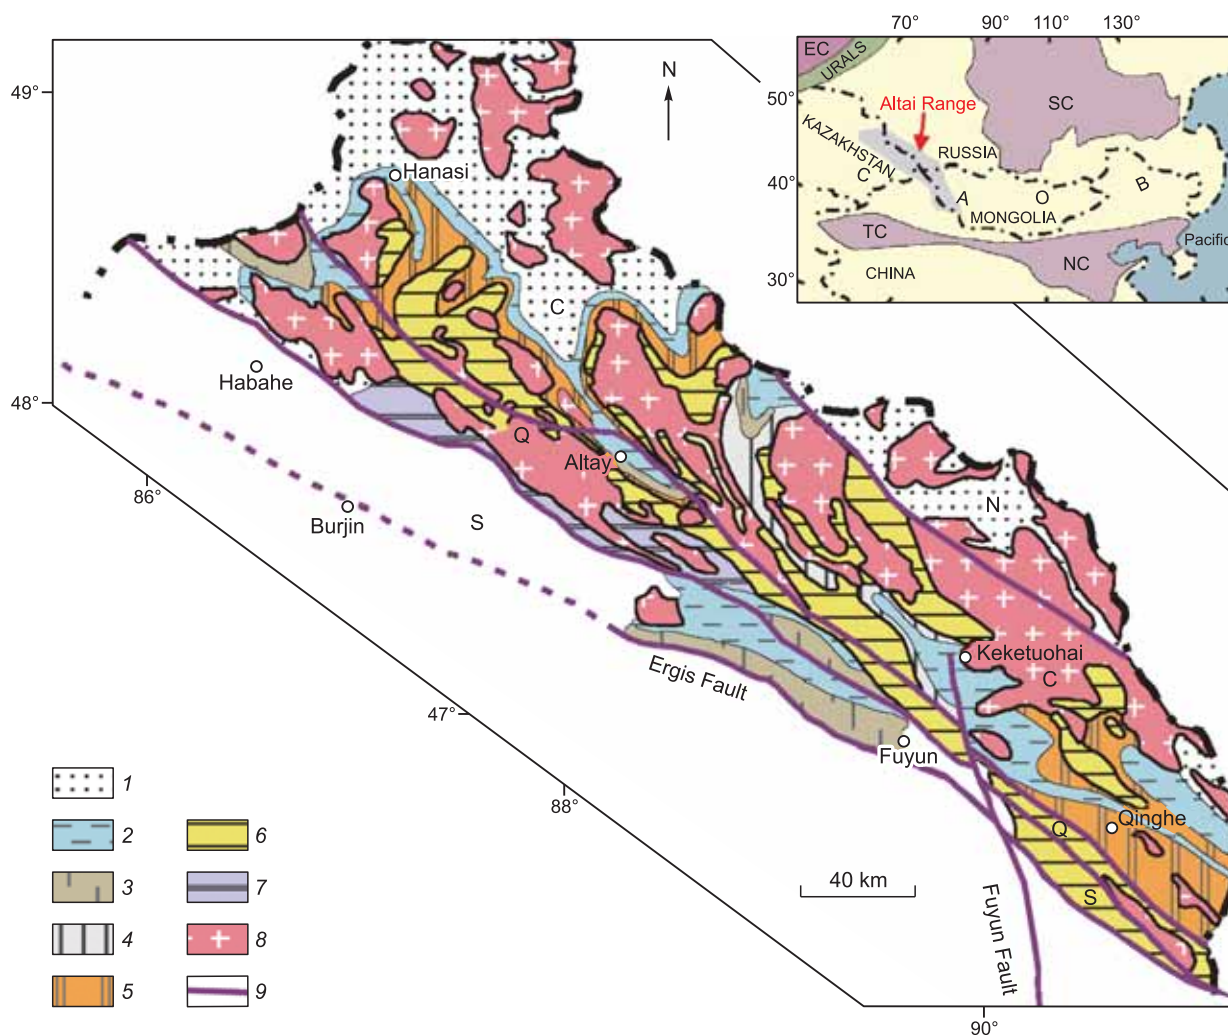 70° 90° 110° 130°
EC
URALS
50°
Altai Range
SC
KAZAKHSTAN
RUSSIA
C
40°
A
O
B
MONGOLIA
TC
Pacific
NC
30°
CHINA
49°
N
Hanasi
C
Habahe
48°
Q
Altay
86°
Burjin
S
N
Keketuohai
C
Ergis Fault
47°
Fuyun
88°
Qinghe
Q
40 km
S
Fuyun Fault
90°
1
2
3
4
5
6
7
8
9